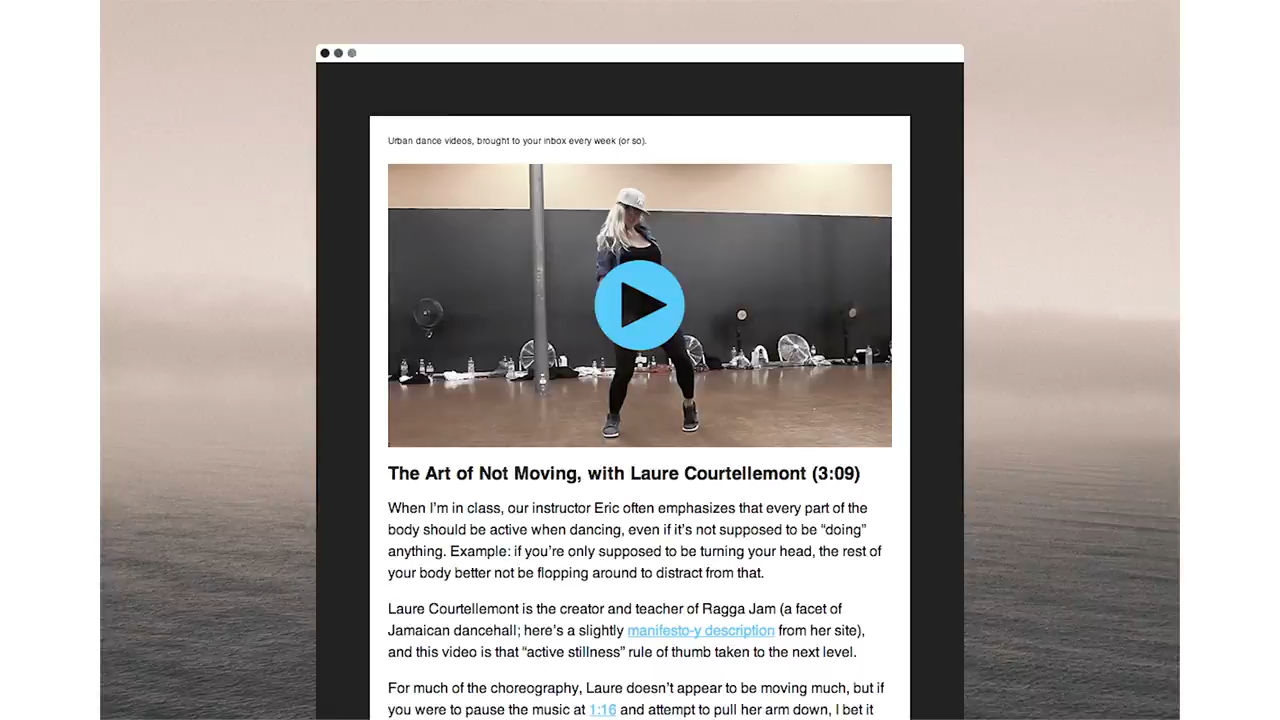 Urban dance videos, brought to your inbox every week (or so).
The Art of Not Moving, with Laure Courtellemont (3:09)
When I’m in class, our instructor Eric often emphasizes that every part of the
body should be active when dancing, even if it’s not supposed to be “doing”
anything. Example: if you’re only supposed to be turning your head, the rest of
your body better not be flopping around to distract from that.
Laure Courtellemont is the creator and teacher of Ragga Jam (a facet of
Jamaican dancehall; here’s a slightly manifesto-y description from her site),
and this video is that “active stillness” rule of thumb taken to the next level.
For much of the choreography, Laure doesn’t appear to be moving much, but if
you were to pause the music at 1:16 and attempt to pull her arm down, I bet it